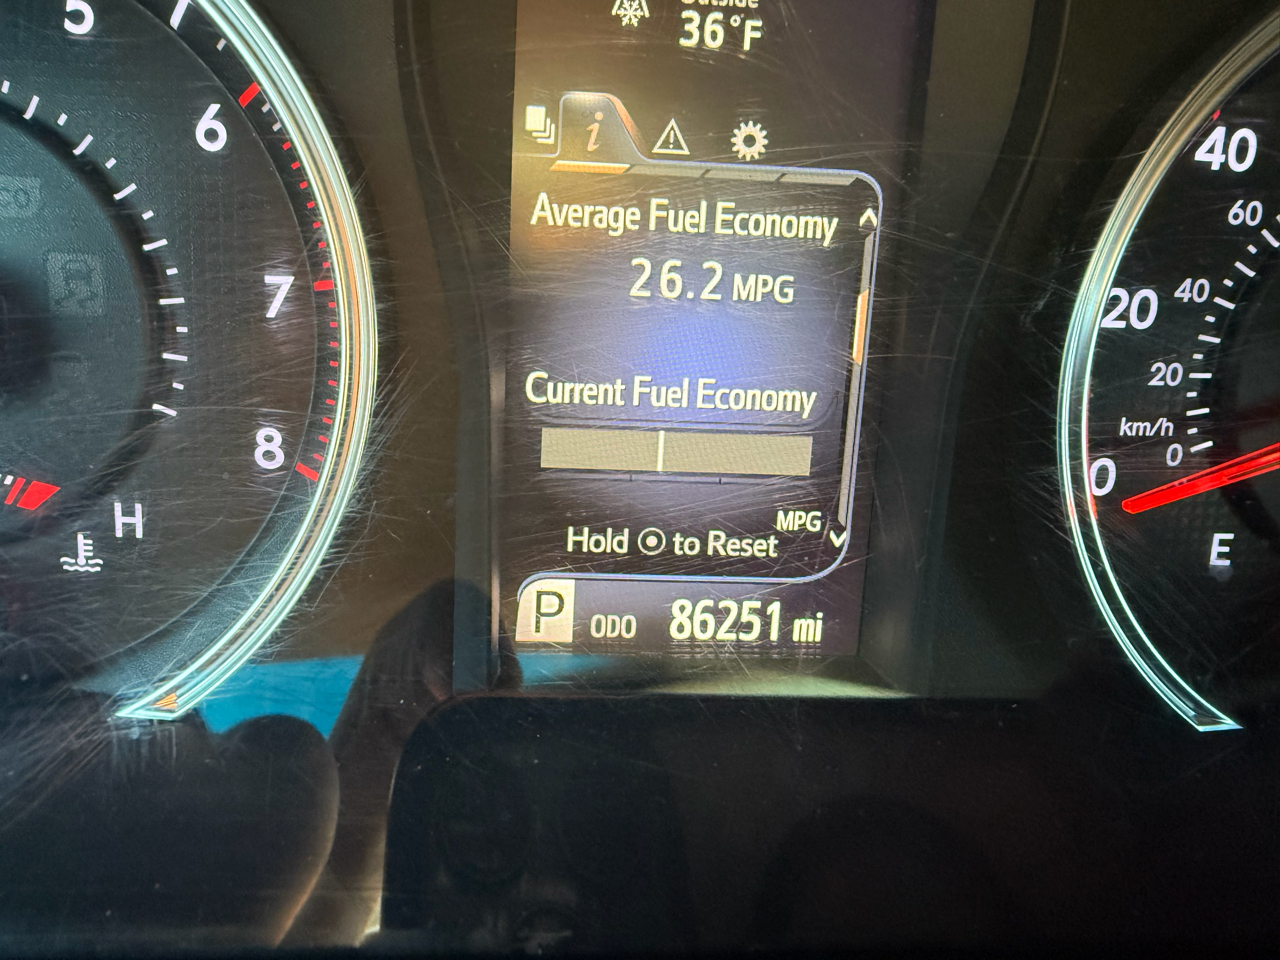 5
6
7
8
H
Outside
36°F
i
Average Fuel Economy
26.2 MPG
Current Fuel Economy
MPG
Hold to Reset
P ODO 86251 mi
40
60
20
40
20
km/h
0
0
E